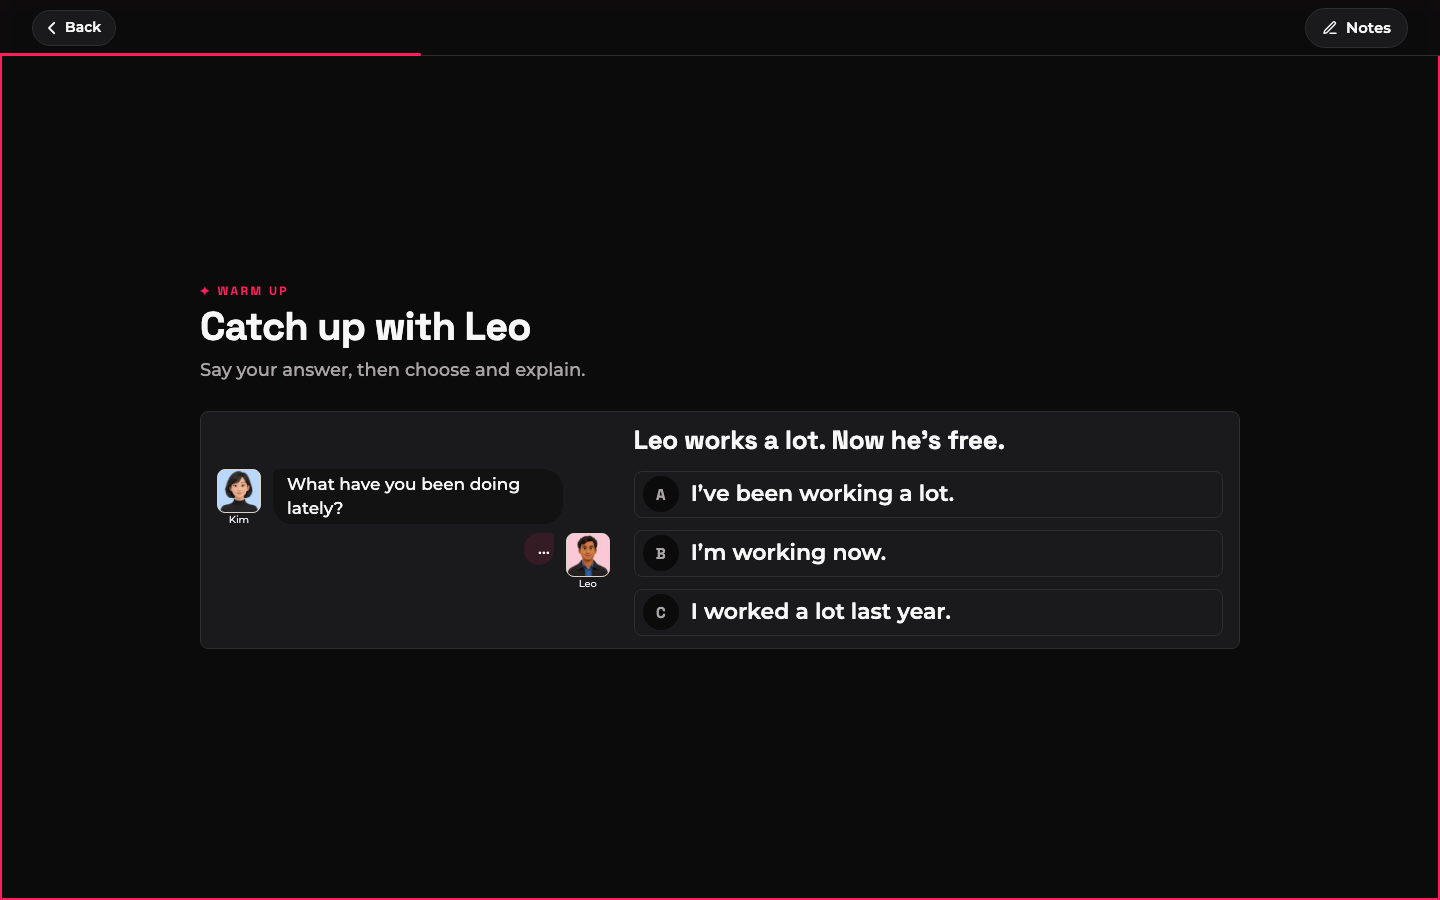 Back
Notes
WARM UP
Catch up with Leo
Say your answer, then choose and explain.
What have you been doing
lately?
Kim
...
Leo
Leo works a lot. Now he’s free.
A I’ve been working a lot.
B I’m working now.
C I worked a lot last year.